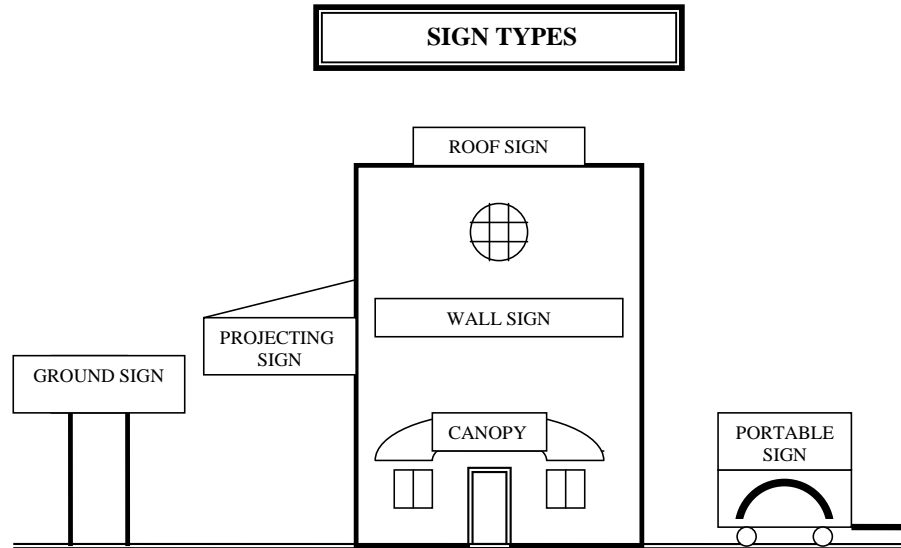 SIGN TYPES
ROOF SIGN
WALL SIGN
PROJECTING
SIGN
GROUND SIGN
CANOPY
PORTABLE
SIGN